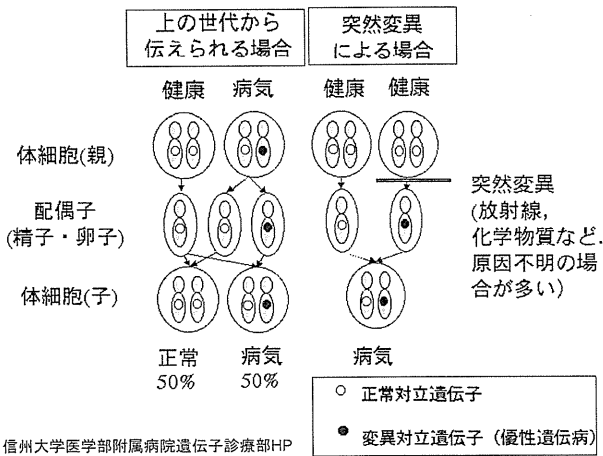 上の世代から
伝えられる場合
突然変異
による場合
健康 病気 健康 健康
体細胞(親)
配偶子
(精子・卵子)
突然変異
(放射線,
化学物質など.
原因不明の場
合が多い)
体細胞(子)
正常 病気 病気
50% 50%
○ 正常対立遺伝子
● 変異対立遺伝子（優性遺伝病）
信州大学医学部附属病院遺伝子診療部HP